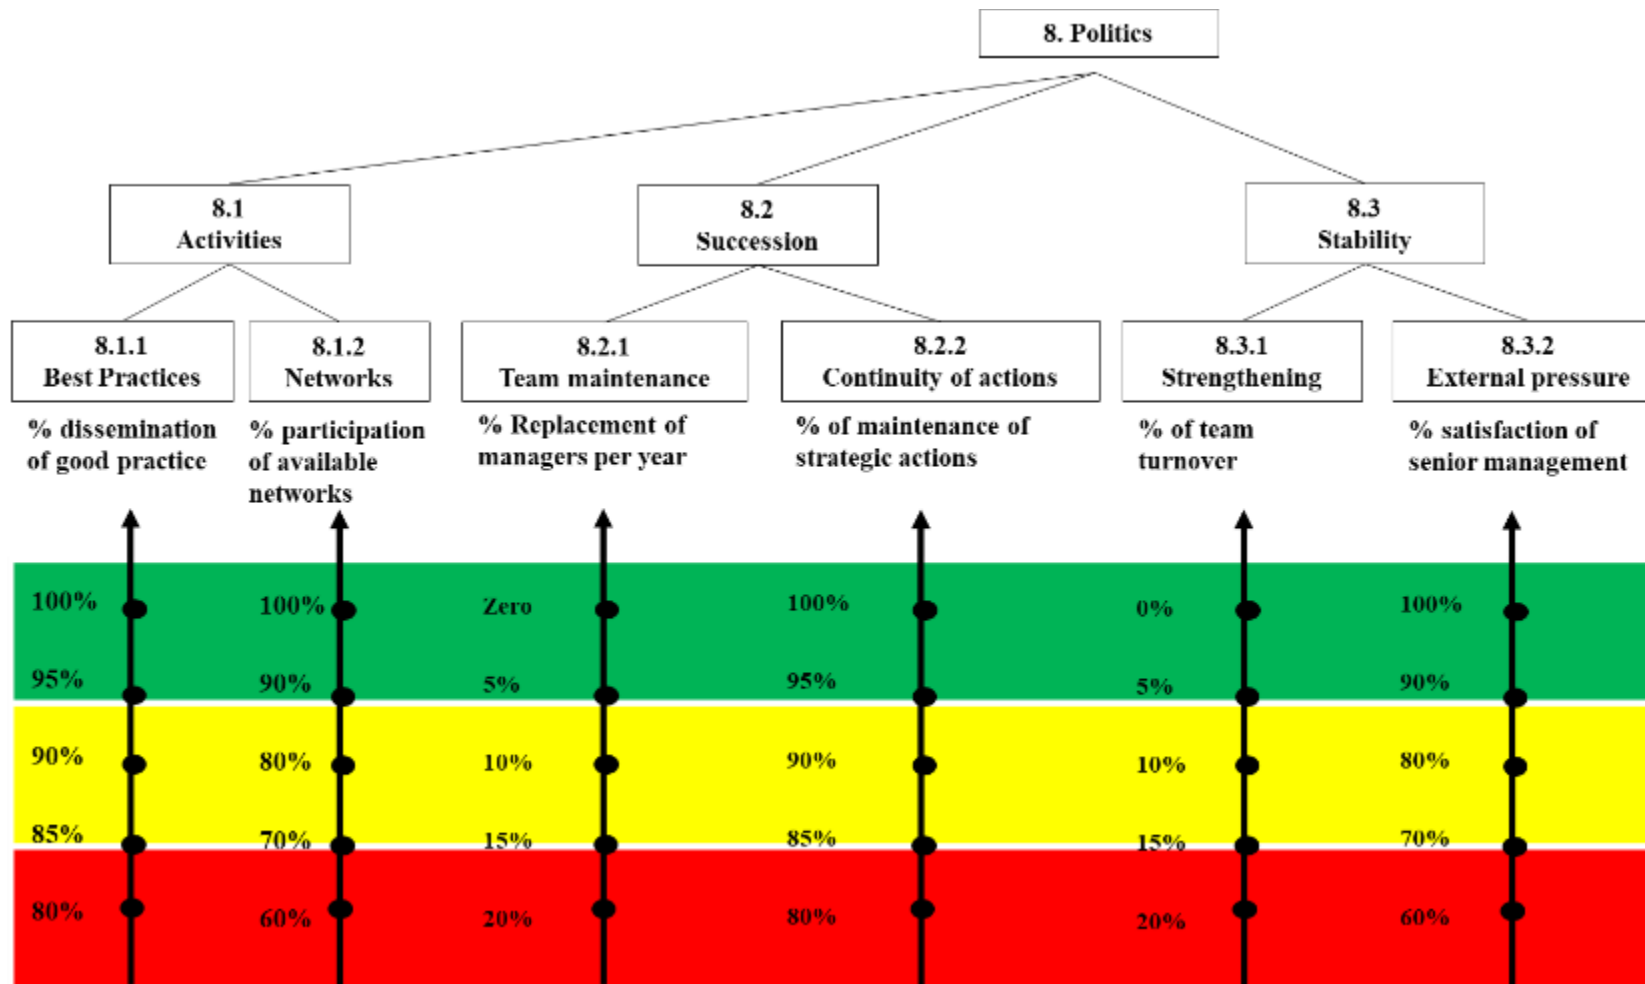 8. Politics
8.1
Activities
8.2
Succession
8.3
Stability
8.1.1
Best Practices
8.1.2
Networks
8.2.1
Team maintenance
8.2.2
Continuity of actions
8.3.1
Strengthening
8.3.2
External pressure
% dissemination
of good practice
% participation
of available
networks
% Replacement of
managers per year
% of maintenance of
strategic actions
% of team
turnover
% satisfaction of
senior management
100% 100% Zero 100% 0% 100%
95% 90% 5% 95% 5% 90%
90% 80% 10% 90% 10% 80%
85% 70% 15% 85% 15% 70%
80% 60% 20% 80% 20% 60%